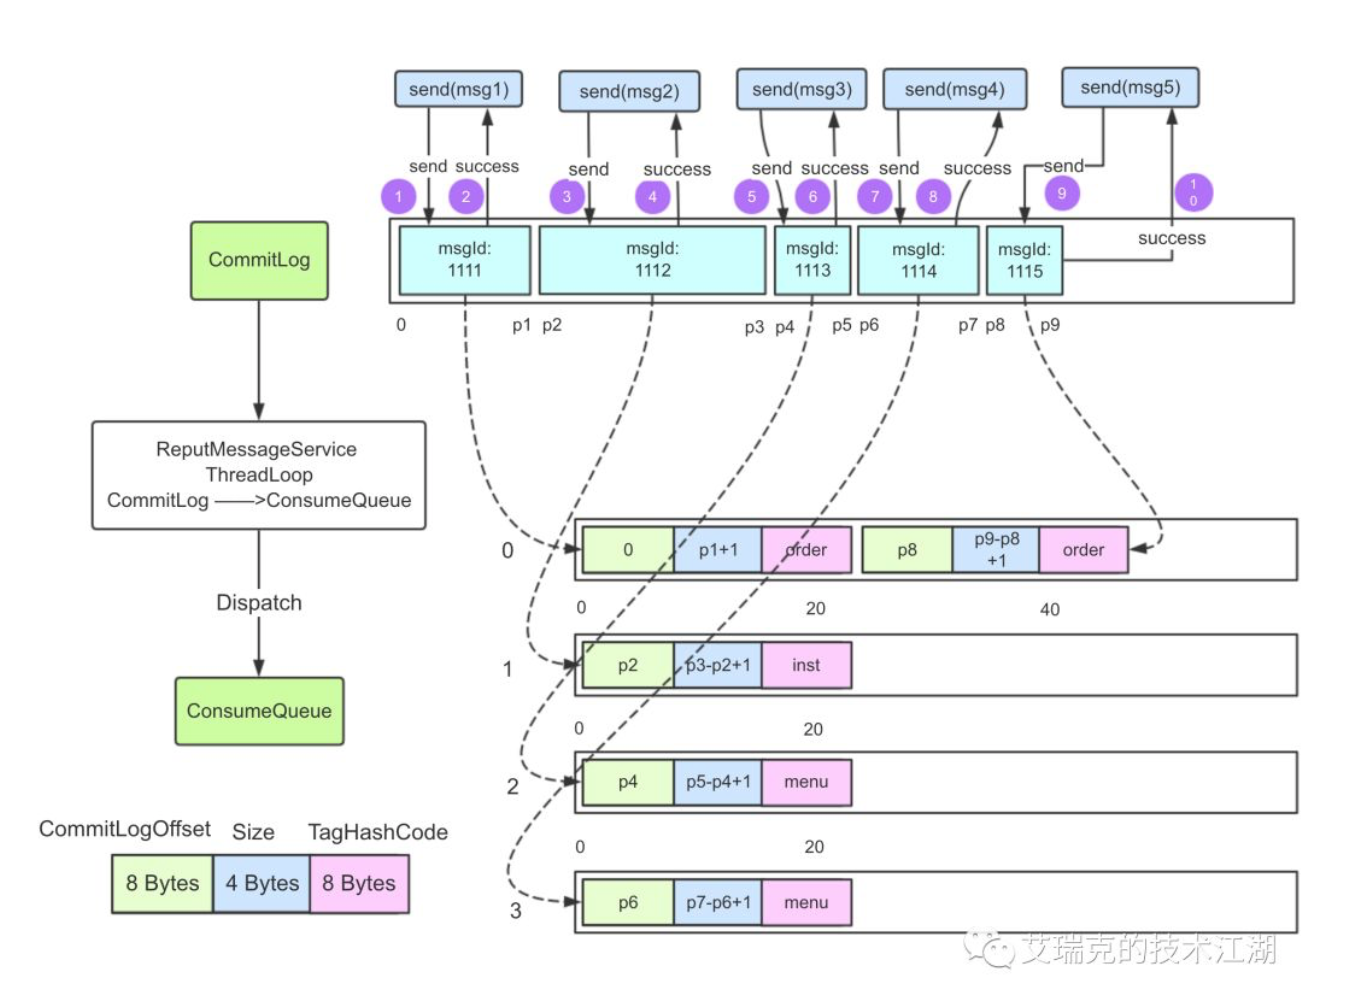 send(msg1)
send(msg2)
send(msg3)
send(msg4)
send(msg5)
send success
send success
send success
send success
send
1
2
3
4
5
6
7
8
9
1
0
success
CommitLog
msgId:
1111
msgId:
1112
msgId:
1113
msgId:
1114
msgId:
1115
0 p1 p2 p3 p4 p5 p6 p7 p8 p9
ReputMessageService
ThreadLoop
CommitLog ——>ConsumeQueue
Dispatch
ConsumeQueue
0
0 p1+1 order
p8 p9-p8
+1 order
0 20 40
1
p2 p3-p2+1 inst
0 20
2
p4 p5-p4+1 menu
0 20
3
p6 p7-p6+1 menu
CommitLogOffset Size TagHashCode
8 Bytes 4 Bytes 8 Bytes
艾瑞克的技术江湖